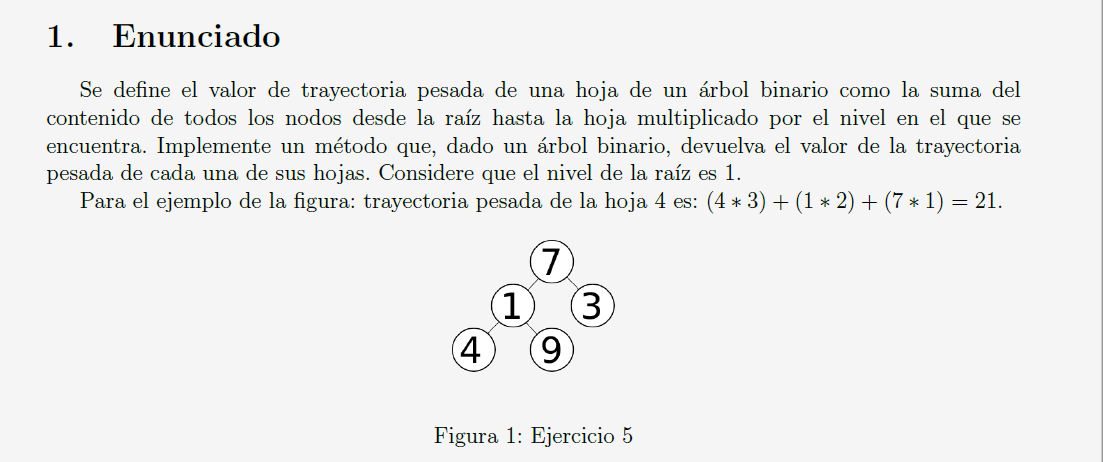 1. Enunciado
Se define el valor de trayectoria pesada de una hoja de un árbol binario como la suma del
contenido de todos los nodos desde la raíz hasta la hoja multiplicado por el nivel en el que se
encuentra. Implemente un método que, dado un árbol binario, devuelva el valor de la trayectoria
pesada de cada una de sus hojas. Considere que el nivel de la raíz es 1.
Para el ejemplo de la figura: trayectoria pesada de la hoja 4 es: (4 ∗ 3) + (1 ∗ 2) + (7 ∗ 1) = 21.
7
1 3
4 9
Figura 1: Ejercicio 5